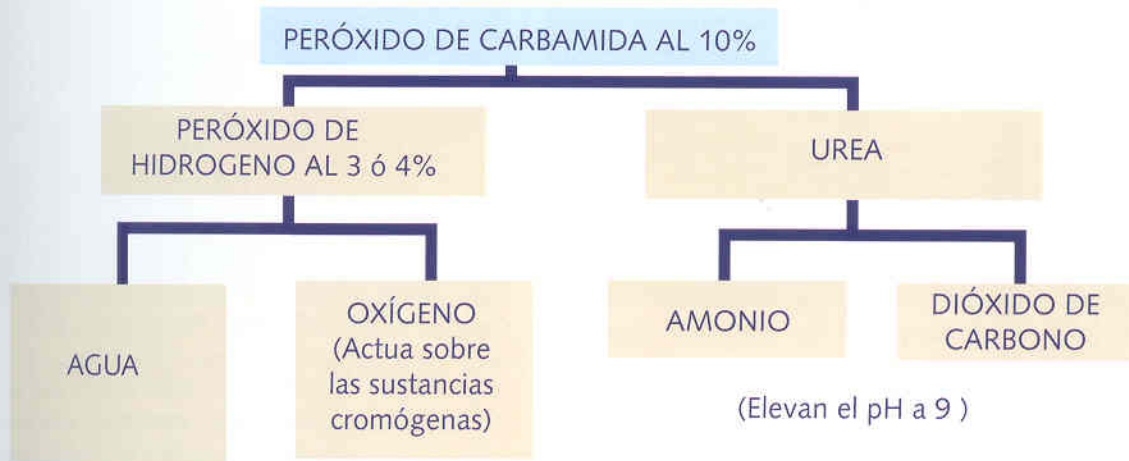 PERÓXIDO DE CARBAMIDA AL 10%
PERÓXIDO DE
HIDROGENO AL 3 ó 4%
UREA
AGUA
OXÍGENO
(Actua sobre
las sustancias
cromógenas)
AMONIO
DIÓXIDO DE
CARBONO
(Elevan el pH a 9 )